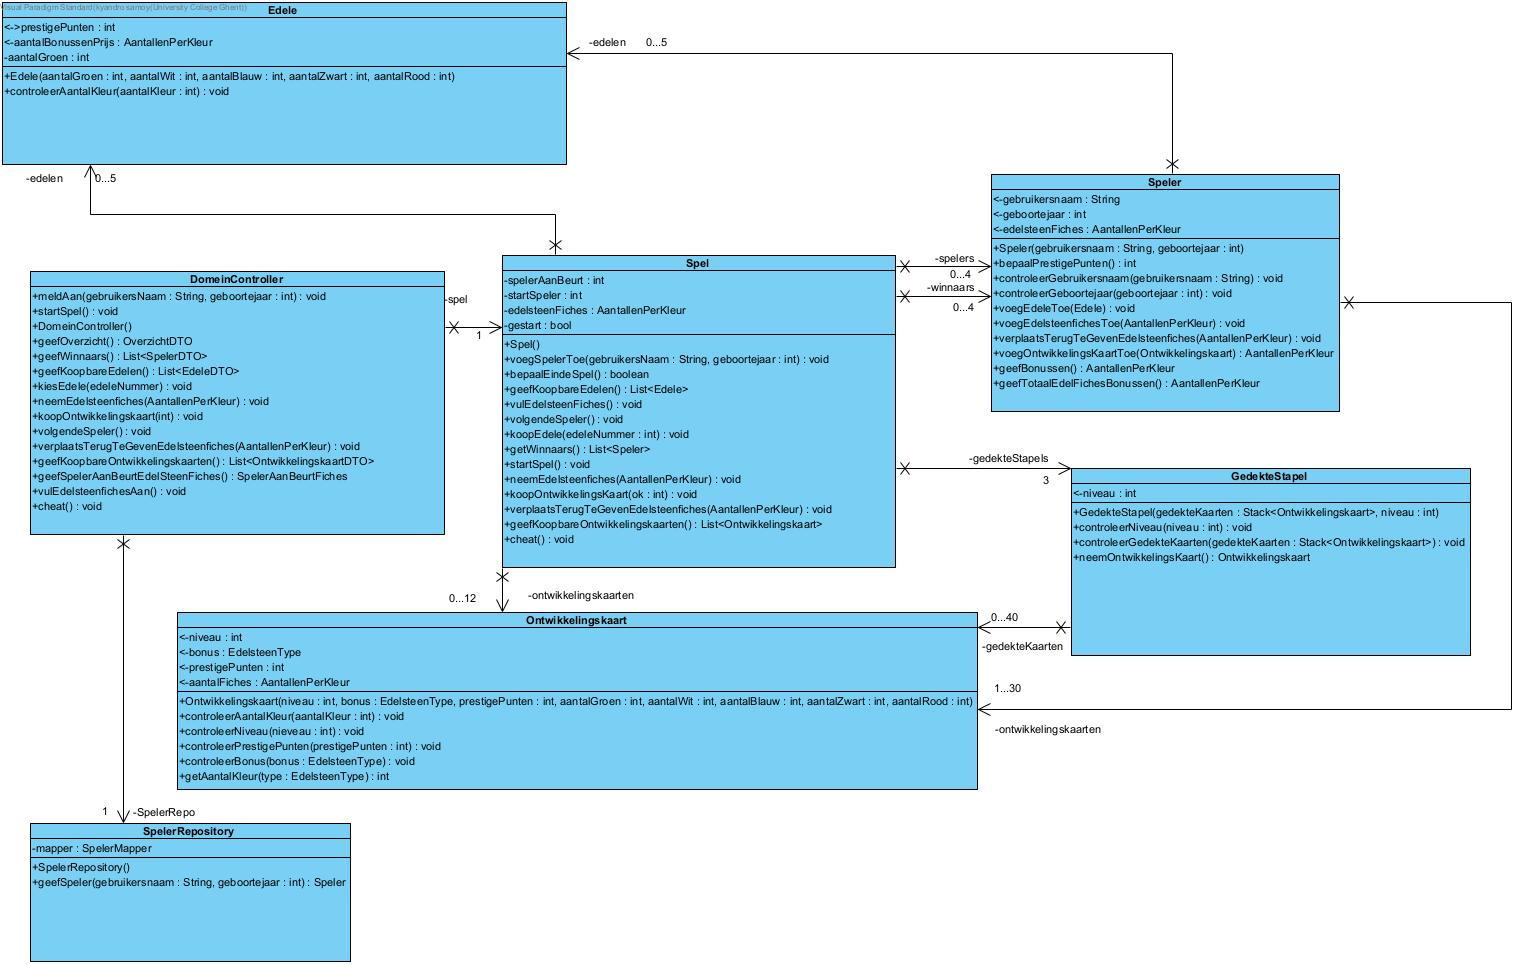 Visual Paradigm Standard(kyandro samoy(University College Ghent))
Edele
<->prestigePunten : int
<-aantalBonussenPrijs : AantallenPerKleur
-aantalGroen : int
+Edele(aantalGroen : int, aantalWit : int, aantalBlauw : int, aantalZwart : int, aantalRood : int)
+controleerAantalKleur(aantalKleur : int) : void
-edelen 0...5
-edelen 0...5
Speler
<-gebruikersnaam : String
<-geboortejaar : int
<-edelsteenFiches : AantallenPerKleur
+Speler(gebruikersnaam : String, geboortejaar : int)
+bepaalPrestigePunten() : int
+controleerGebruikersnaam(gebruikersnaam : String) : void
+controleerGeboortejaar(geboortejaar : int) : void
+voegEdeleToe(Edele) : void
+voegEdelsteenfichesToe(AantallenPerKleur) : void
+verplaatsTerugTeGevenEdelsteenfiches(AantallenPerKleur) : void
+voegOntwikkelingsKaartToe(Ontwikkelingskaart) : AantallenPerKleur
+geefBonussen() : AantallenPerKleur
+geefTotaalEdelFichesBonussen() : AantallenPerKleur
-spelers
0...4
-winnaars
0...4
DomeinController
+meldAan(gebruikersNaam : String, geboortejaar : int) : void
+startSpel() : void
+DomeinController()
+geefOverzicht() : OverzichtDTO
+geefWinnaars() : List<SpelerDTO>
+geefKoopbareEdelen() : List<EdeleDTO>
+kiesEdele(edeleNummer) : void
+neemEdelsteenfiches(AantallenPerKleur) : void
+koopOntwikkelingskaart(int) : void
+volgendeSpeler() : void
+verplaatsTerugTeGevenEdelsteenfiches(AantallenPerKleur) : void
+geefKoopbareOntwikkelingskaarten() : List<OntwikkelingskaartDTO>
+geefSpelerAanBeurtEdelSteenFiches() : SpelerAanBeurtFiches
+vulEdelsteenfichesAan() : void
+cheat() : void
-spel
1
Spel
-spelerAanBeurt : int
-startSpeler : int
-edelsteenFiches : AantallenPerKleur
-gestart : bool
+Spel()
+voegSpelerToe(gebruikersNaam : String, geboortejaar : int) : void
+bepaalEindeSpel() : boolean
+geefKoopbareEdelen() : List<Edele>
+vulEdelsteenFiches() : void
+volgendeSpeler() : void
+koopEdele(edeleNummer : int) : void
+getWinnaars() : List<Speler>
+startSpel() : void
+neemEdelsteenfiches(AantallenPerKleur) : void
+koopOntwikkelingsKaart(ok : int) : void
+verplaatsTerugTeGevenEdelsteenfiches(AantallenPerKleur) : void
+geefKoopbareOntwikkelingskaarten() : List<Ontwikkelingskaart>
+cheat() : void
-gedekteStapels
3
GedekteStapel
<-niveau : int
+GedekteStapel(gedekteKaarten : Stack<Ontwikkelingskaart>, niveau : int)
+controleerNiveau(niveau : int) : void
+controleerGedekteKaarten(gedekteKaarten : Stack<Ontwikkelingskaart>) : void
+neemOntwikkelingsKaart() : Ontwikkelingskaart
0...12 -ontwikkelingskaarten
0...40
-gedekteKaarten
1...30
-ontwikkelingskaarten
Ontwikkelingskaart
<-niveau : int
<-bonus : EdelsteenType
<-prestigePunten : int
<-aantalFiches : AantallenPerKleur
+Ontwikkelingskaart(niveau : int, bonus : EdelsteenType, prestigePunten : int, aantalGroen : int, aantalWit : int, aantalBlauw : int, aantalZwart : int, aantalRood : int)
+controleerAantalKleur(aantalKleur : int) : void
+controleerNiveau(nieveau : int) : void
+controleerPrestigePunten(prestigePunten : int) : void
+controleerBonus(bonus : EdelsteenType) : void
+getAantalKleur(type : EdelsteenType) : int
1 -SpelerRepo
SpelerRepository
-mapper : SpelerMapper
+SpelerRepository()
+geefSpeler(gebruikersnaam : String, geboortejaar : int) : Speler